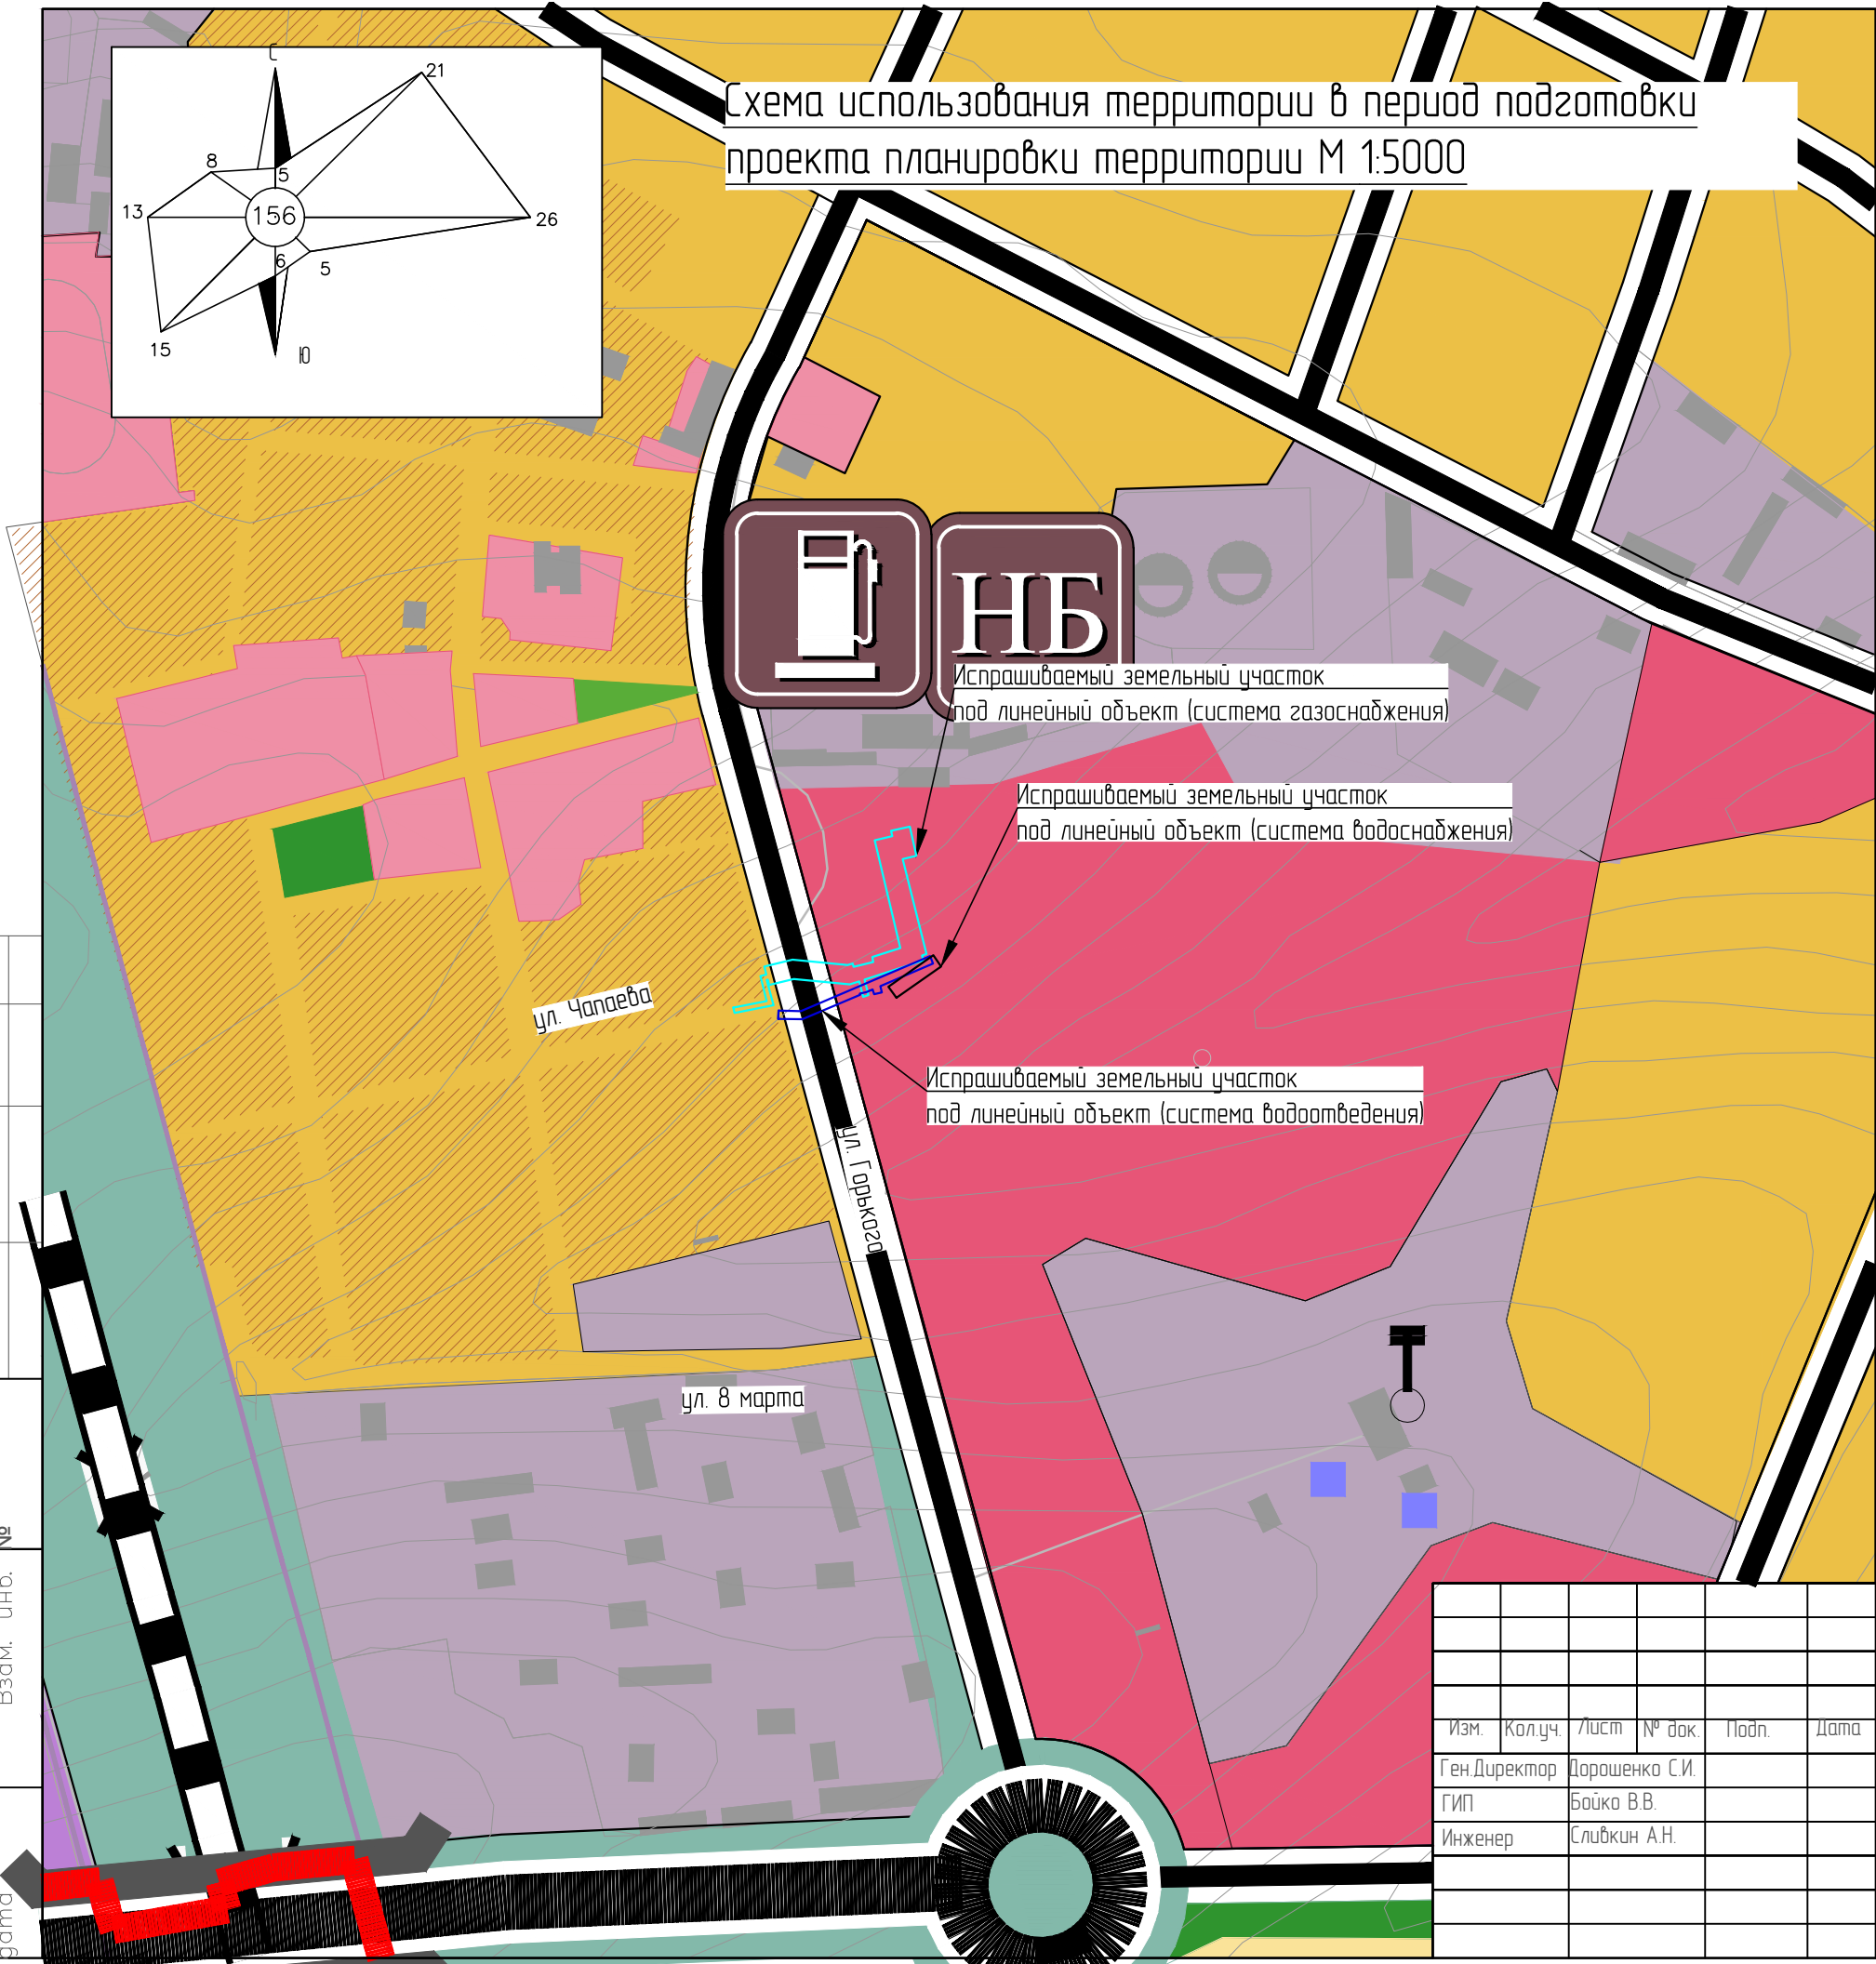 С
21
8
5
13
156
26
6
5
15
Ю
Схема использования территории в период подготовки
проекта планировки территории М 1:5000
НБ
Испрашиваемый земельный участок
под линейный объект (система газоснабжения)
Испрашиваемый земельный участок
под линейный объект (система водоснабжения)
ул. Чапаева
Испрашиваемый земельный участок
под линейный объект (система водоотведения)
ул. Горького
ул. 8 марта
Взам. инв. №
дата
Изм. Кол.уч. Лист № док. Подп. Дата
Ген.Директор Дорошенко С.И.
ГИП Бойко В.В.
Инженер Сливкин А.Н.